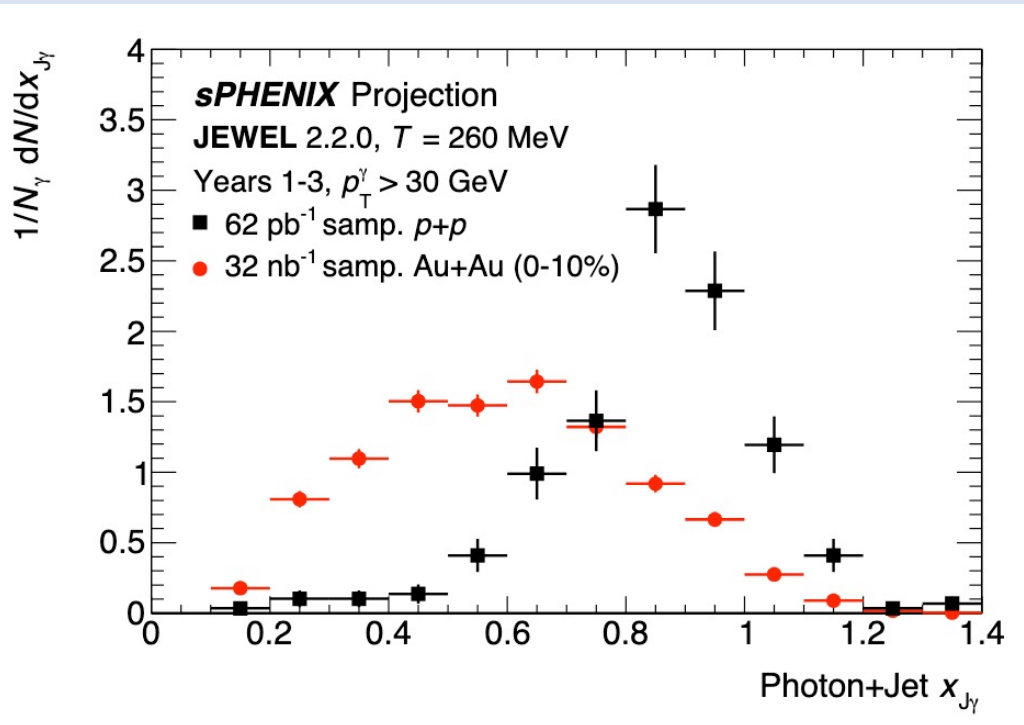 1/N_γ dN/dx_Jγ
4
3.5
3
2.5
2
1.5
1
0.5
0
sPHENIX Projection
JEWEL 2.2.0, T = 260 MeV
Years 1-3, p_T^γ > 30 GeV
62 pb⁻¹ samp. p+p
32 nb⁻¹ samp. Au+Au (0-10%)
0 0.2 0.4 0.6 0.8 1 1.2 1.4
Photon+Jet x_Jγ